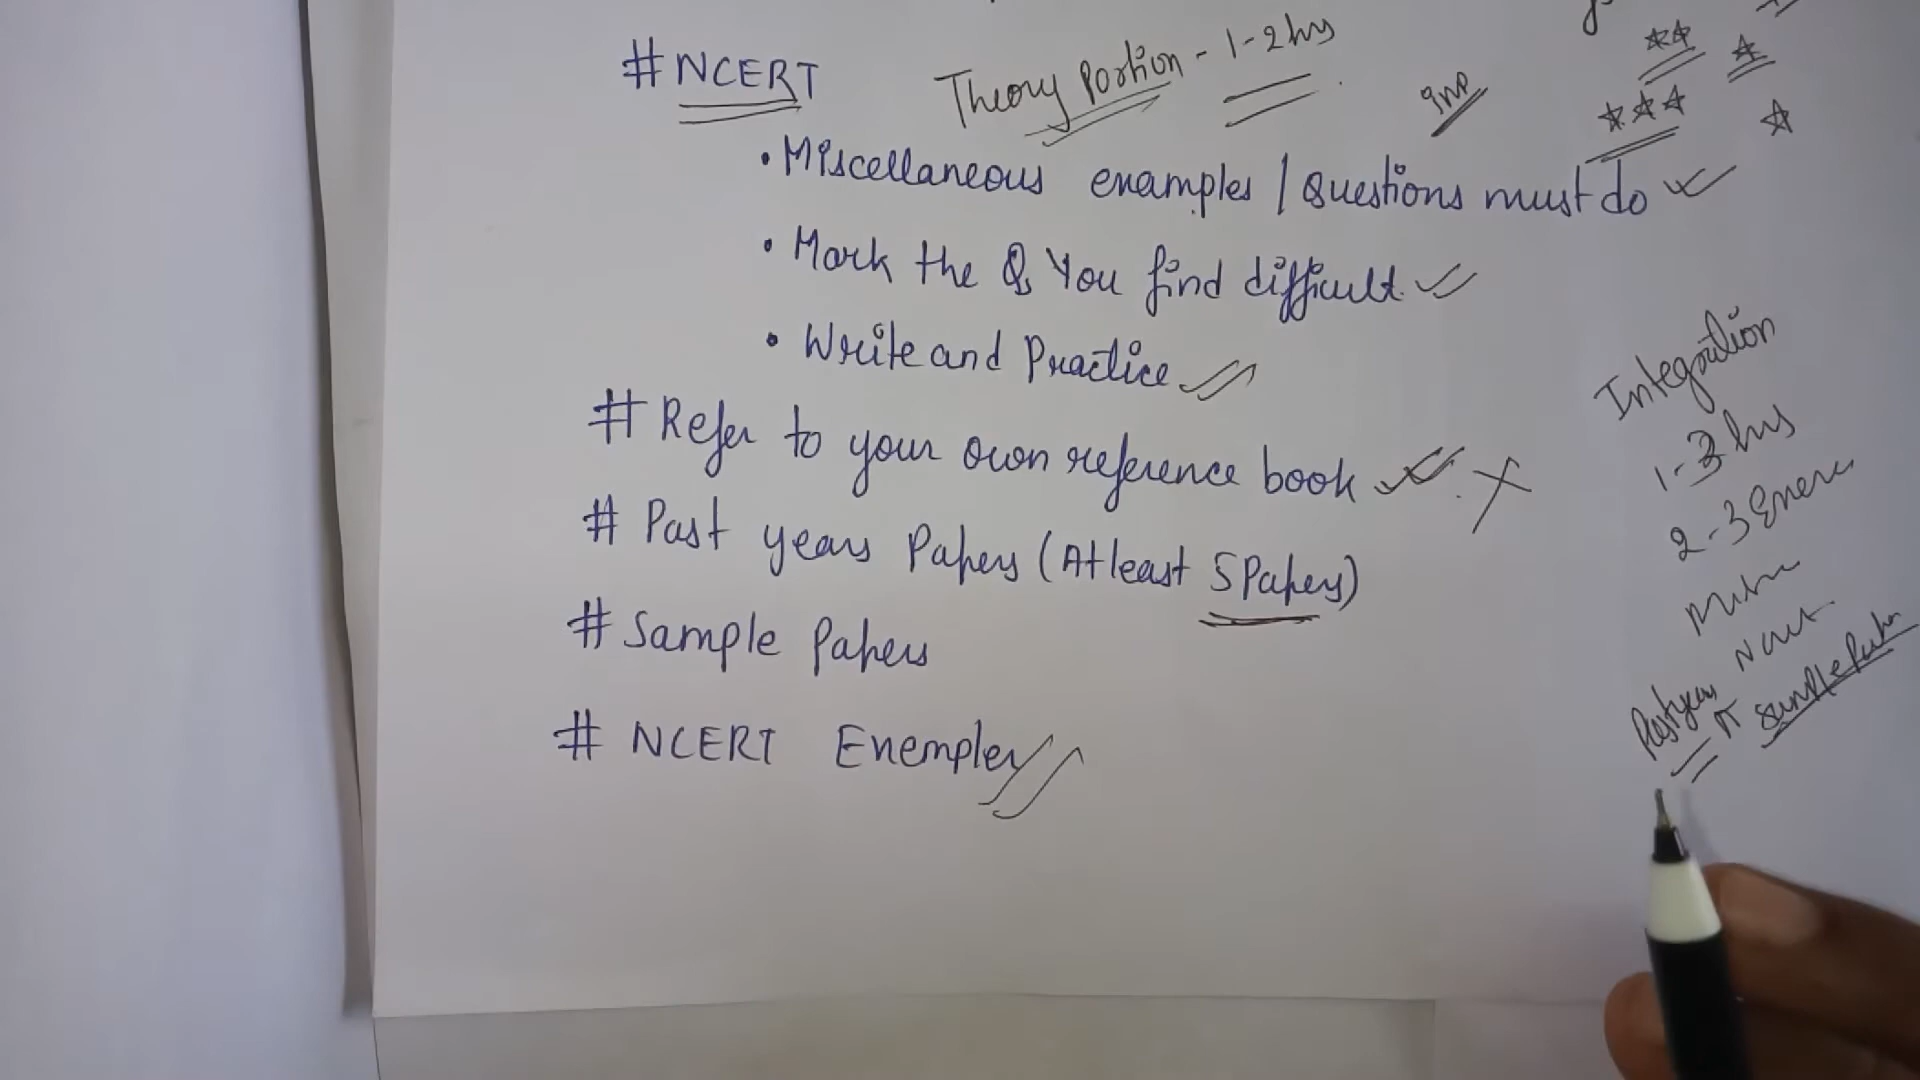 #NCERT
Theory Portion - 1-2 hrs
Imp
• Miscellaneous examples / Questions must do
• Mark the Qs You find difficult.
• Write and Practice
# Refer to your own reference book
# Past years Papers (Atleast 5 Papers)
# Sample Papers
# NCERT Exempler
Integration
1-3 hrs
2-3
Ncert
Past years
Sample